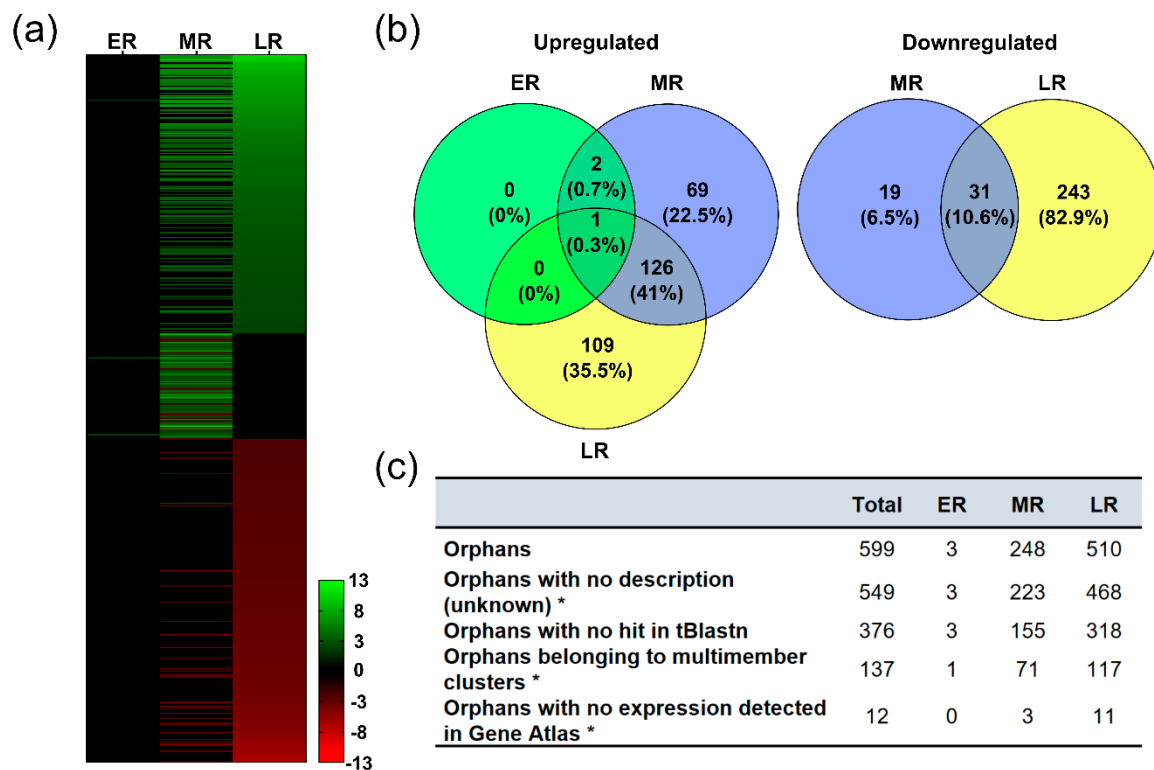 (a)
ER MR LR
13
8
3
0
-3
-8
-13
(b)
Upregulated
ER MR
2
(0.7%)
0
(0%)
69
(22.5%)
1
(0.3%)
0
(0%)
126
(41%)
109
(35.5%)
LR
Downregulated
MR LR
19
(6.5%)
31
(10.6%)
243
(82.9%)
(c)
Total ER MR LR
Orphans 599 3 248 510
Orphans with no description
(unknown) * 549 3 223 468
Orphans with no hit in tBlastn 376 3 155 318
Orphans belonging to multimember
clusters * 137 1 71 117
Orphans with no expression detected
in Gene Atlas * 12 0 3 11